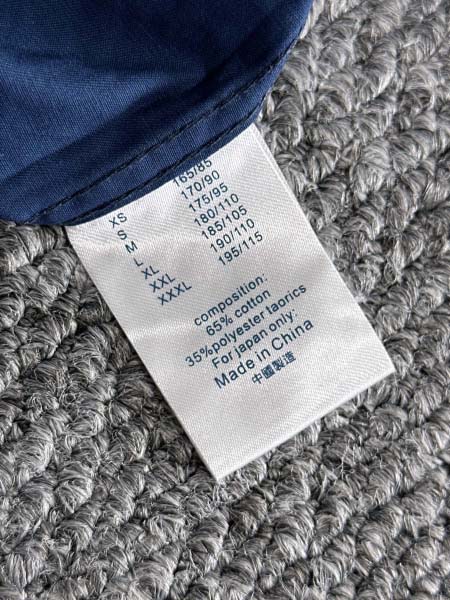 XS 165/85
S 170/90
M 175/95
L 180/110
XL 185/105
XXL 190/110
XXXL 195/115
composition:
65% cotton
35%polyester taorics
For japan only:
Made in China
中國製造